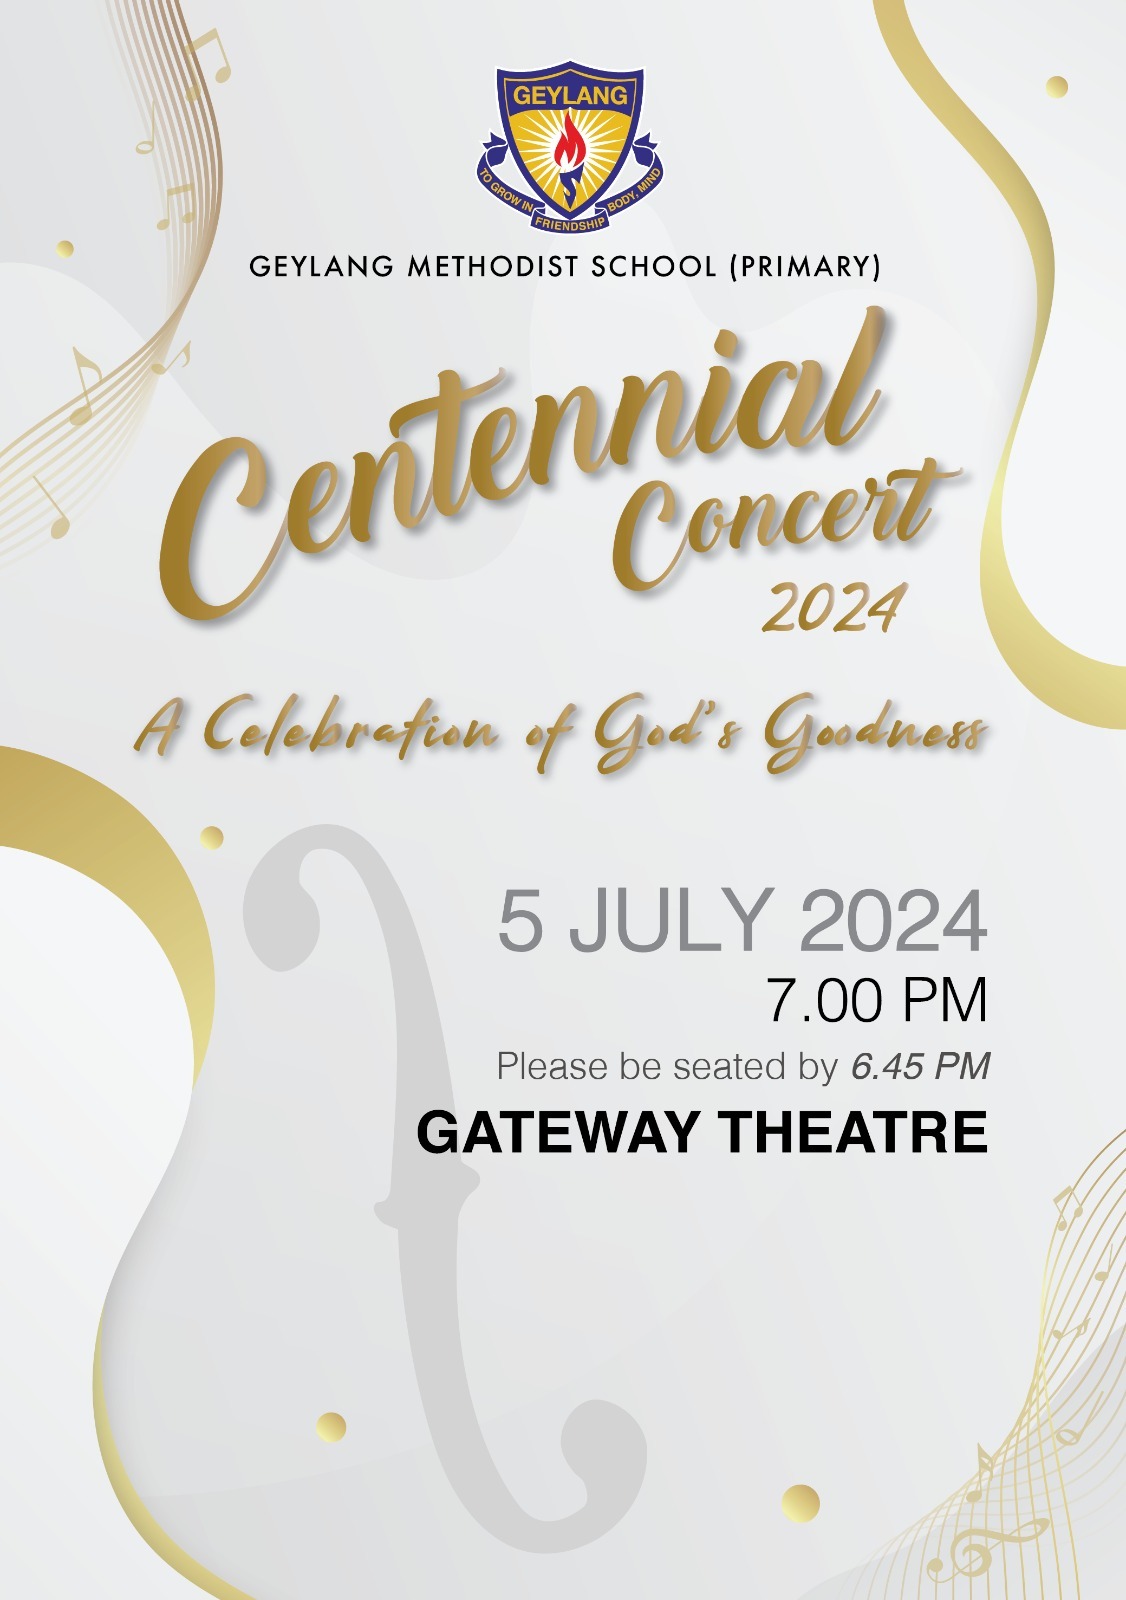 GEYLANG
TO GROW IN
FRIENDSHIP
BODY, MIND
GEYLANG METHODIST SCHOOL (PRIMARY)
Centennial
Concert
2024
A Celebration of God's Goodness
5 JULY 2024
7.00 PM
Please be seated by 6.45 PM
GATEWAY THEATRE